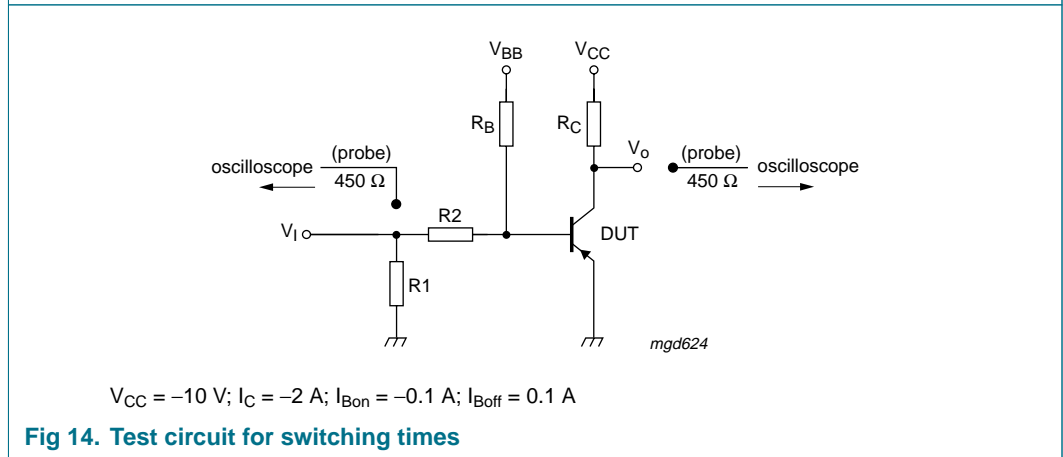 VBB VCC
RB RC
Vo
oscilloscope (probe) 450 Ω
(probe) 450 Ω oscilloscope
R2
VI
DUT
R1
mgd624
VCC = −10 V; IC = −2 A; IBon = −0.1 A; IBoff = 0.1 A
Fig 14. Test circuit for switching times